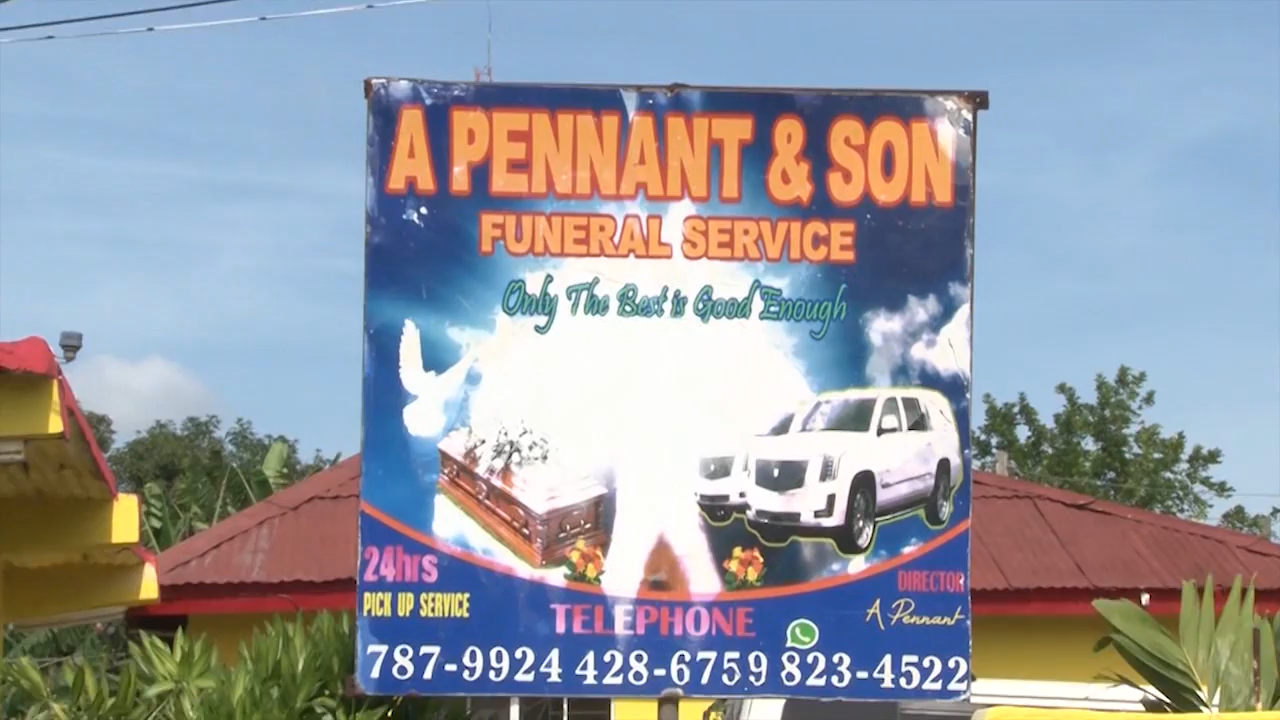 A PENNANT & SON
FUNERAL SERVICE
Only The Best is Good Enough
24hrs
PICK UP SERVICE
DIRECTOR
A Pennant
TELEPHONE
787-9924 428-6759 823-4522